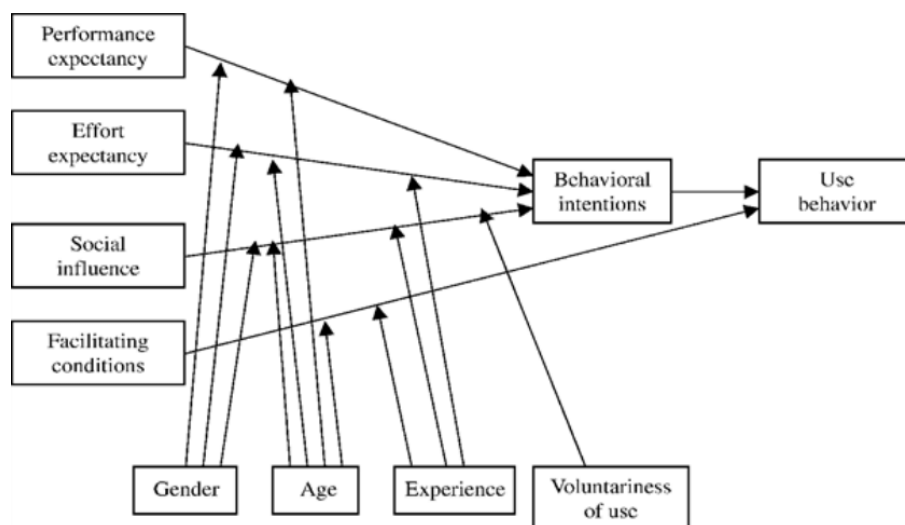 Performance
expectancy
Effort
expectancy
Social
influence
Facilitating
conditions
Behavioral
intentions
Use
behavior
Gender
Age
Experience
Voluntariness
of use